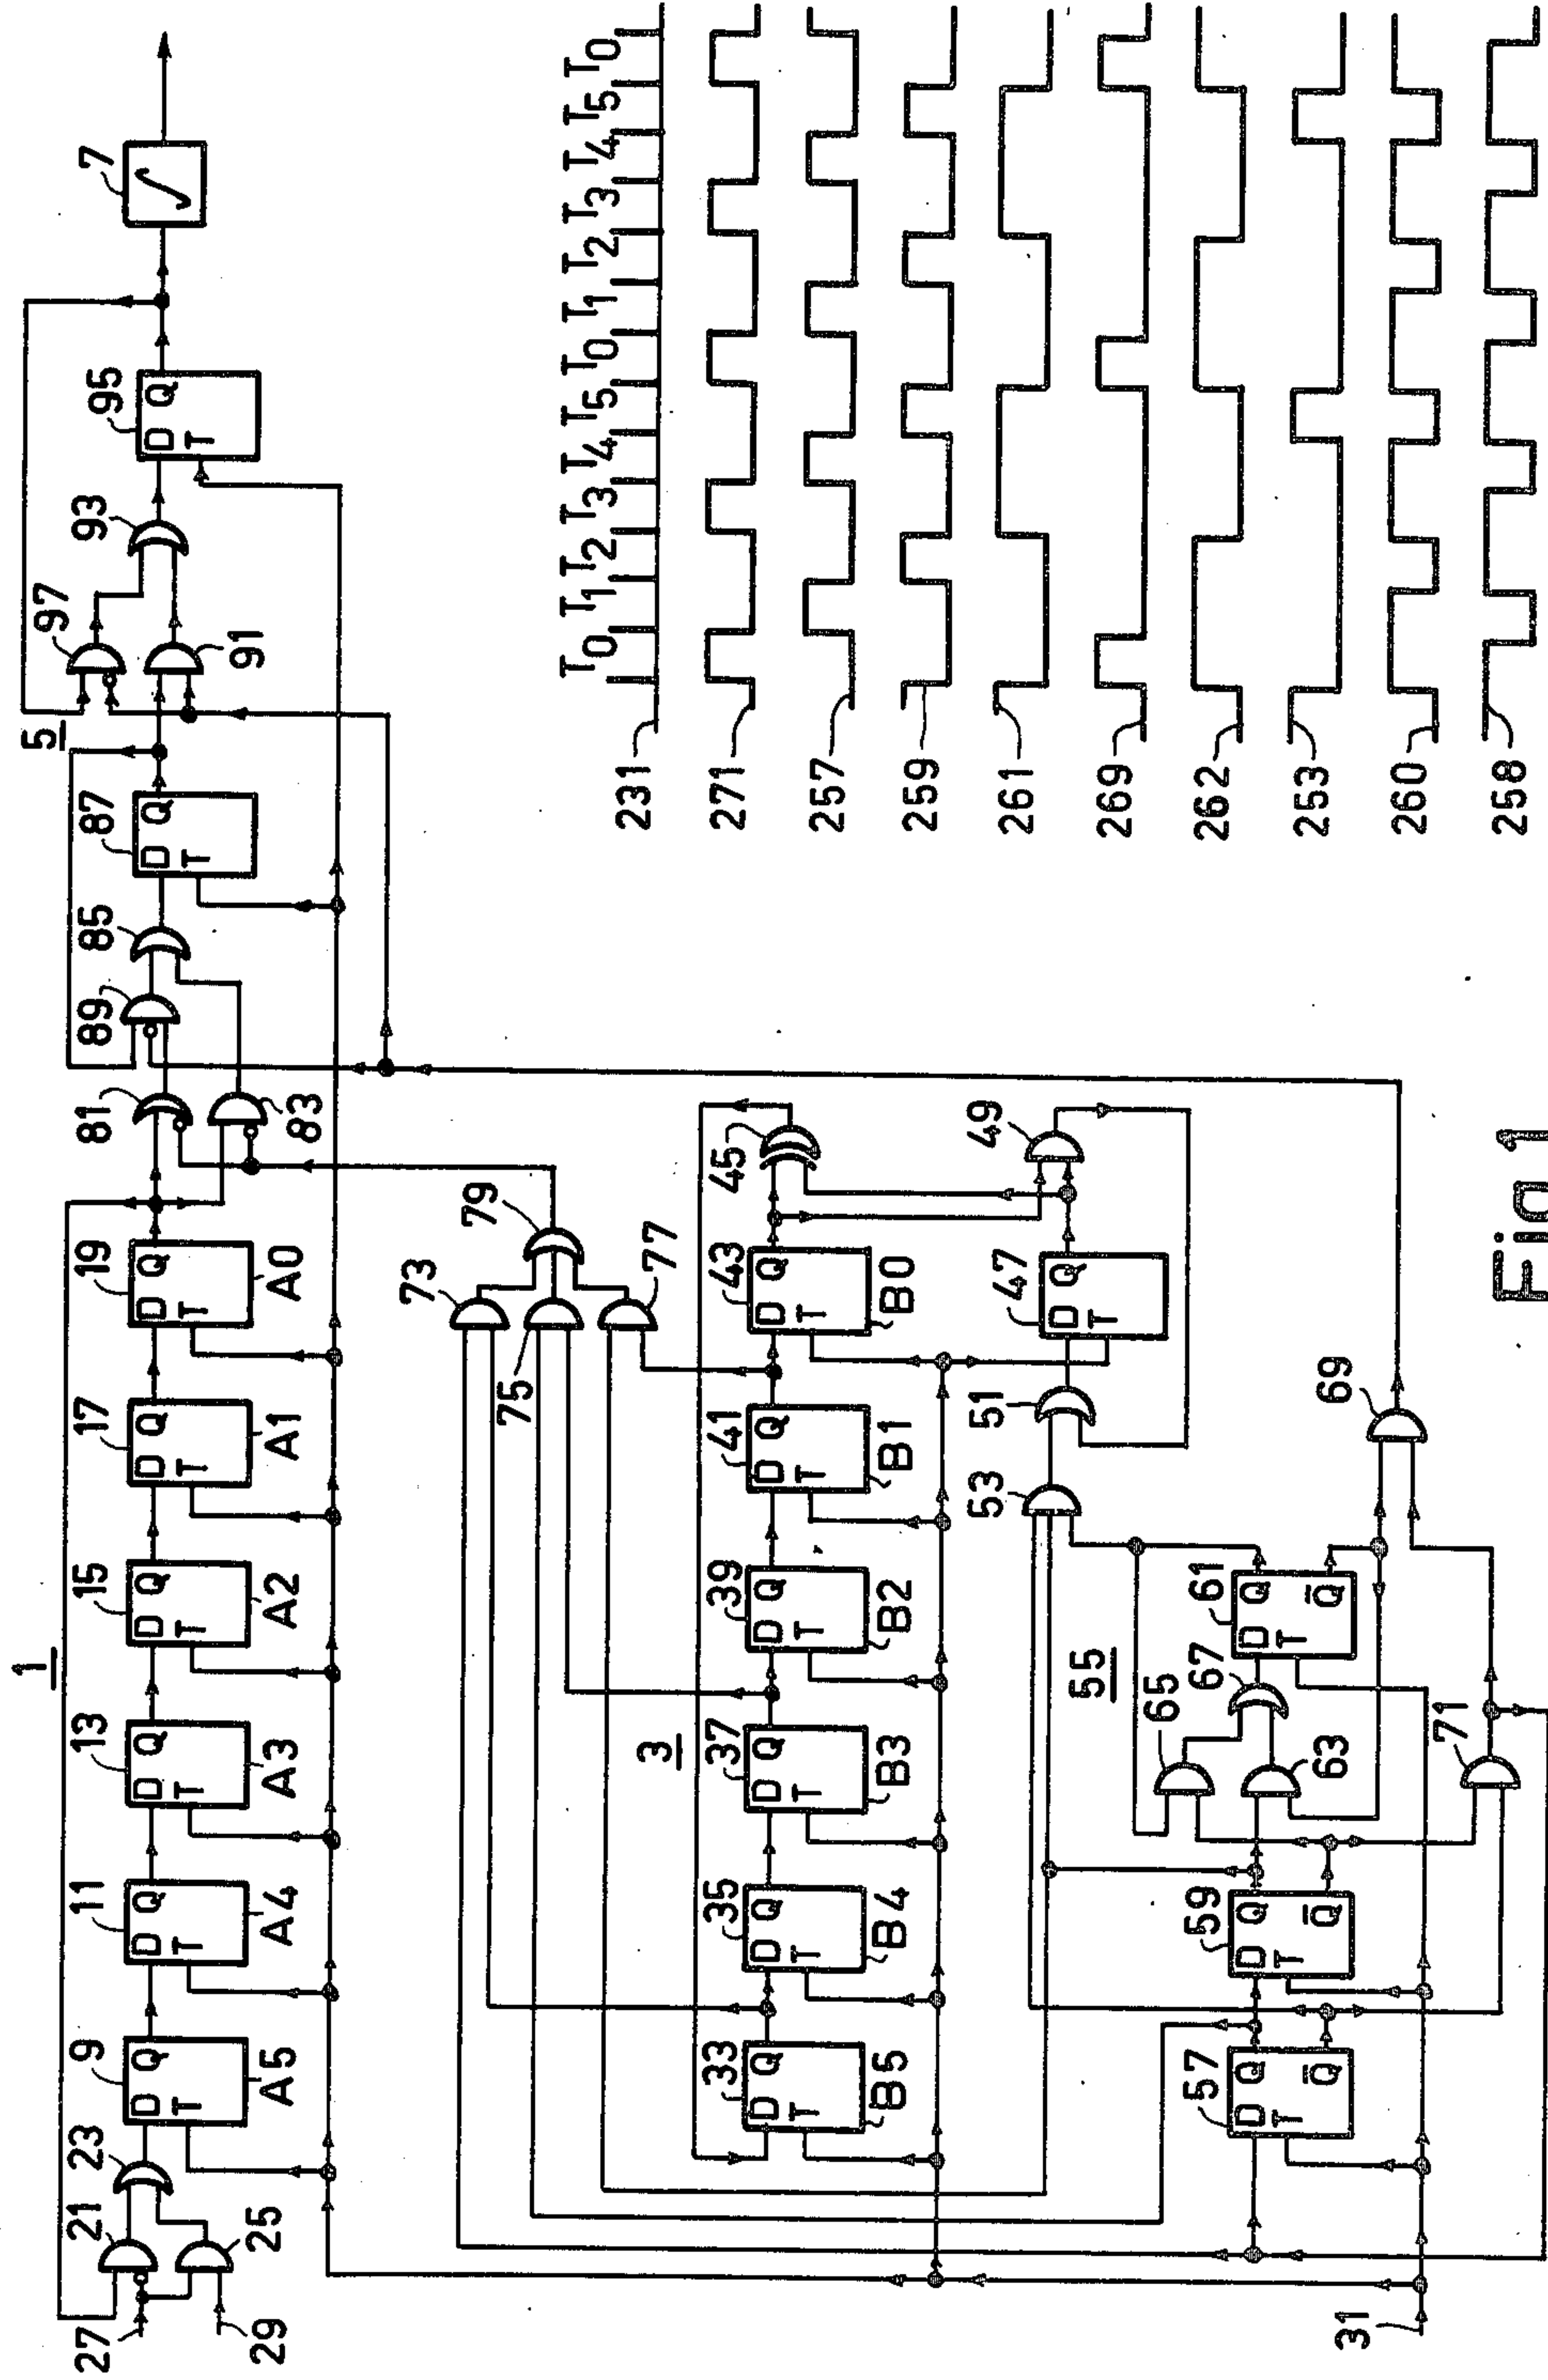 1
5
7
27
29
21
25
23
9
D Q
T
A5
11
D Q
T
A4
13
D Q
T
A3
15
D Q
T
A2
17
D Q
T
A1
19
D Q
T
A0
81
83
89
85
87
D Q
T
97
91
93
95
D Q
T
73
75
77
79
3
33
D Q
T
B5
35
D Q
T
B4
37
D Q
T
B3
39
D Q
T
B2
41
D Q
T
B1
43
D Q
T
B0
45
47
D Q
T
49
51
53
55
57
D Q
T Q̄
59
D Q
T Q̄
61
D Q
T Q̄
65
63
67
69
71
31
T0 T1 T2 T3 T4 T5 T0 T1 T2 T3 T4 T5 T0
231
271
257
259
261
269
262
253
260
258
Fig.1